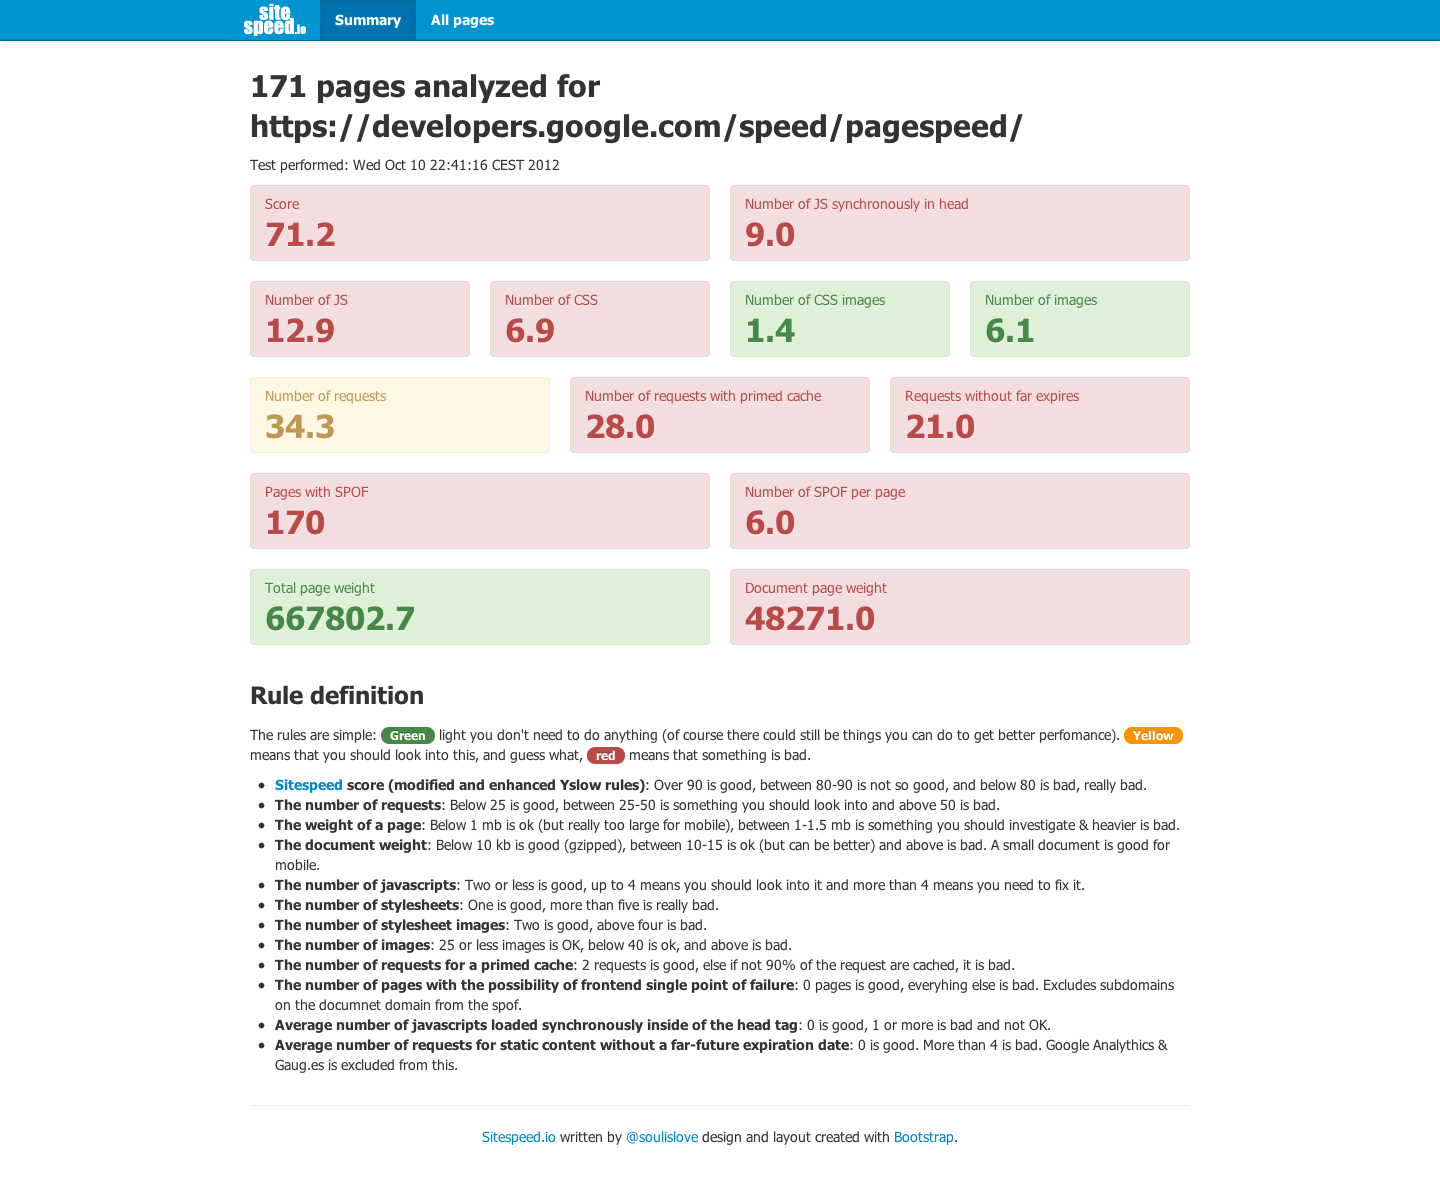 site
speed.io
Summary
All pages
171 pages analyzed for
https://developers.google.com/speed/pagespeed/
Test performed: Wed Oct 10 22:41:16 CEST 2012
Score
71.2
Number of JS synchronously in head
9.0
Number of JS
12.9
Number of CSS
6.9
Number of CSS images
1.4
Number of images
6.1
Number of requests
34.3
Number of requests with primed cache
28.0
Requests without far expires
21.0
Pages with SPOF
170
Number of SPOF per page
6.0
Total page weight
667802.7
Document page weight
48271.0
Rule definition
The rules are simple: Green light you don't need to do anything (of course there could still be things you can do to get better perfomance). Yellow
means that you should look into this, and guess what, red means that something is bad.
• Sitespeed score (modified and enhanced Yslow rules): Over 90 is good, between 80-90 is not so good, and below 80 is bad, really bad.
• The number of requests: Below 25 is good, between 25-50 is something you should look into and above 50 is bad.
• The weight of a page: Below 1 mb is ok (but really too large for mobile), between 1-1.5 mb is something you should investigate & heavier is bad.
• The document weight: Below 10 kb is good (gzipped), between 10-15 is ok (but can be better) and above is bad. A small document is good for
mobile.
• The number of javascripts: Two or less is good, up to 4 means you should look into it and more than 4 means you need to fix it.
• The number of stylesheets: One is good, more than five is really bad.
• The number of stylesheet images: Two is good, above four is bad.
• The number of images: 25 or less images is OK, below 40 is ok, and above is bad.
• The number of requests for a primed cache: 2 requests is good, else if not 90% of the request are cached, it is bad.
• The number of pages with the possibility of frontend single point of failure: 0 pages is good, everyhing else is bad. Excludes subdomains
on the documnet domain from the spof.
• Average number of javascripts loaded synchronously inside of the head tag: 0 is good, 1 or more is bad and not OK.
• Average number of requests for static content without a far-future expiration date: 0 is good. More than 4 is bad. Google Analythics &
Gaug.es is excluded from this.
Sitespeed.io written by @soulislove design and layout created with Bootstrap.